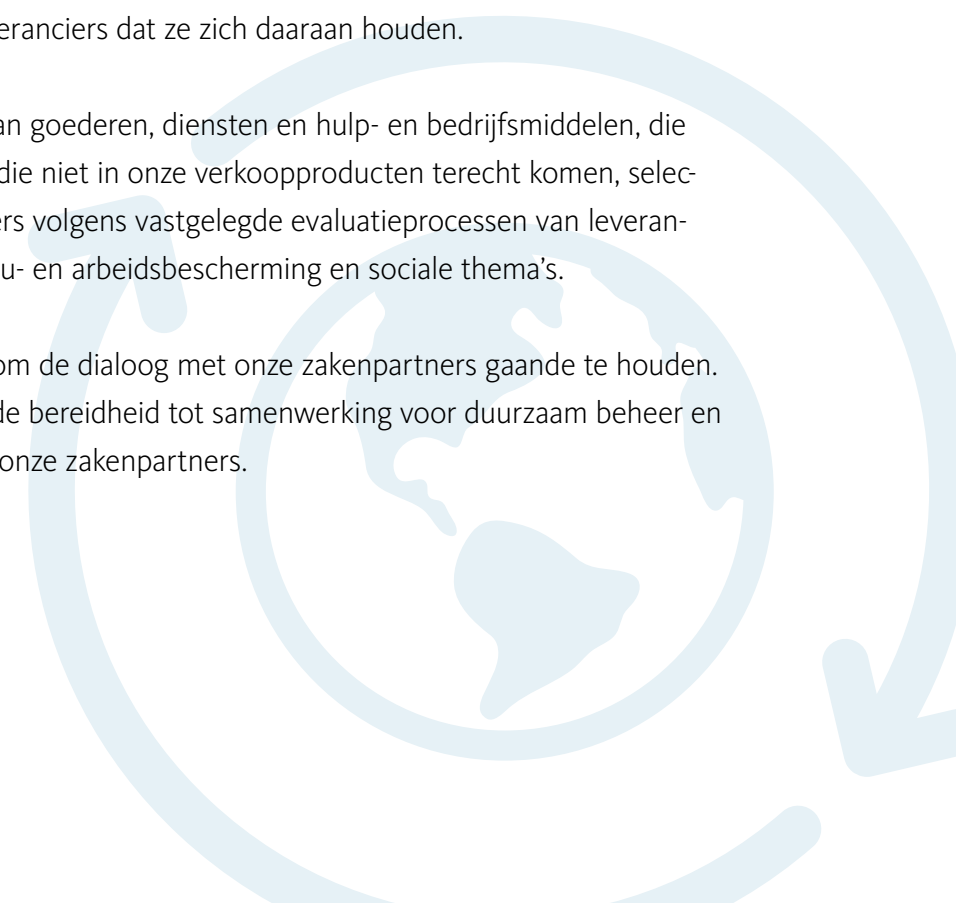 eranciers dat ze zich daaraan houden.
an goederen, diensten en hulp- en bedrijfsmiddelen, die
die niet in onze verkoopproducten terecht komen, selec-
ers volgens vastgelegde evaluatieprocessen van leveran-
u- en arbeidsbescherming en sociale thema's.
om de dialoog met onze zakenpartners gaande te houden.
de bereidheid tot samenwerking voor duurzaam beheer en
onze zakenpartners.